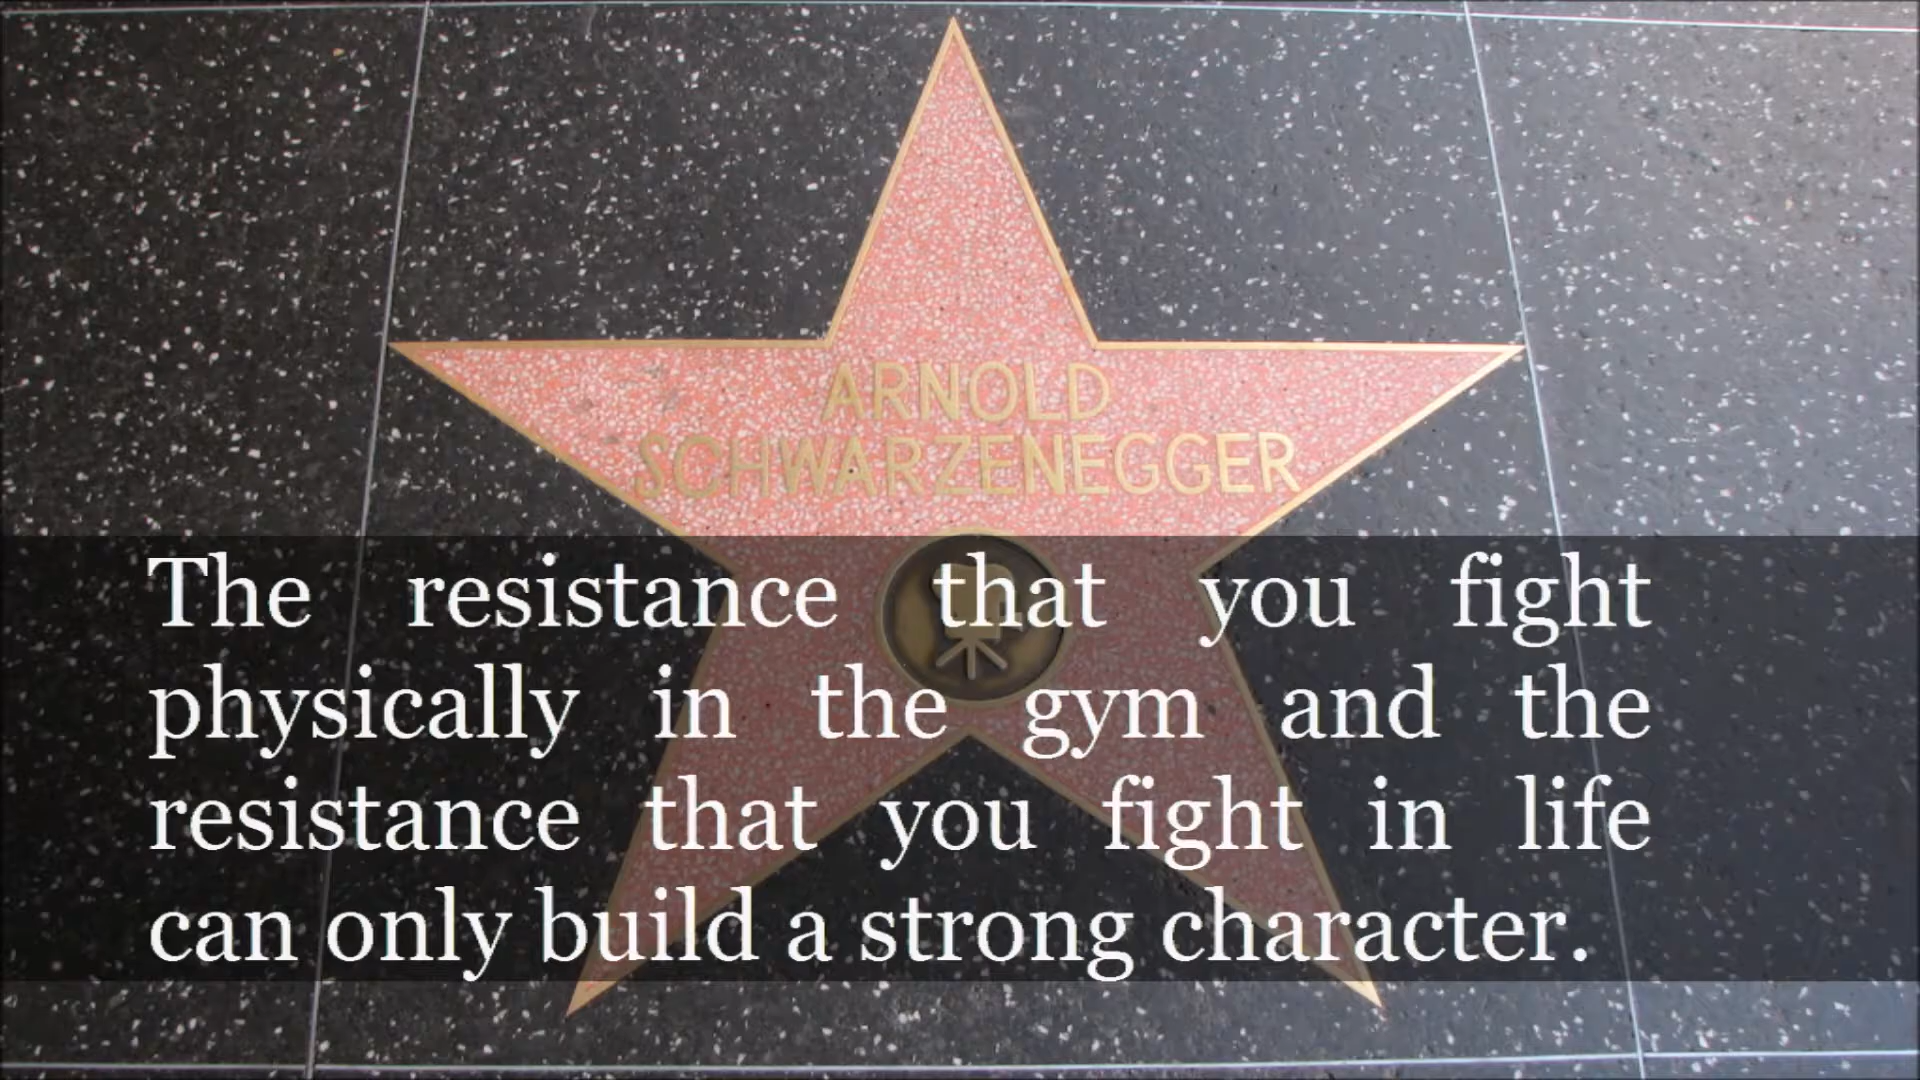 ARNOLD
SCHWARZENEGGER
The resistance that you fight
physically in the gym and the
resistance that you fight in life
can only build a strong character.